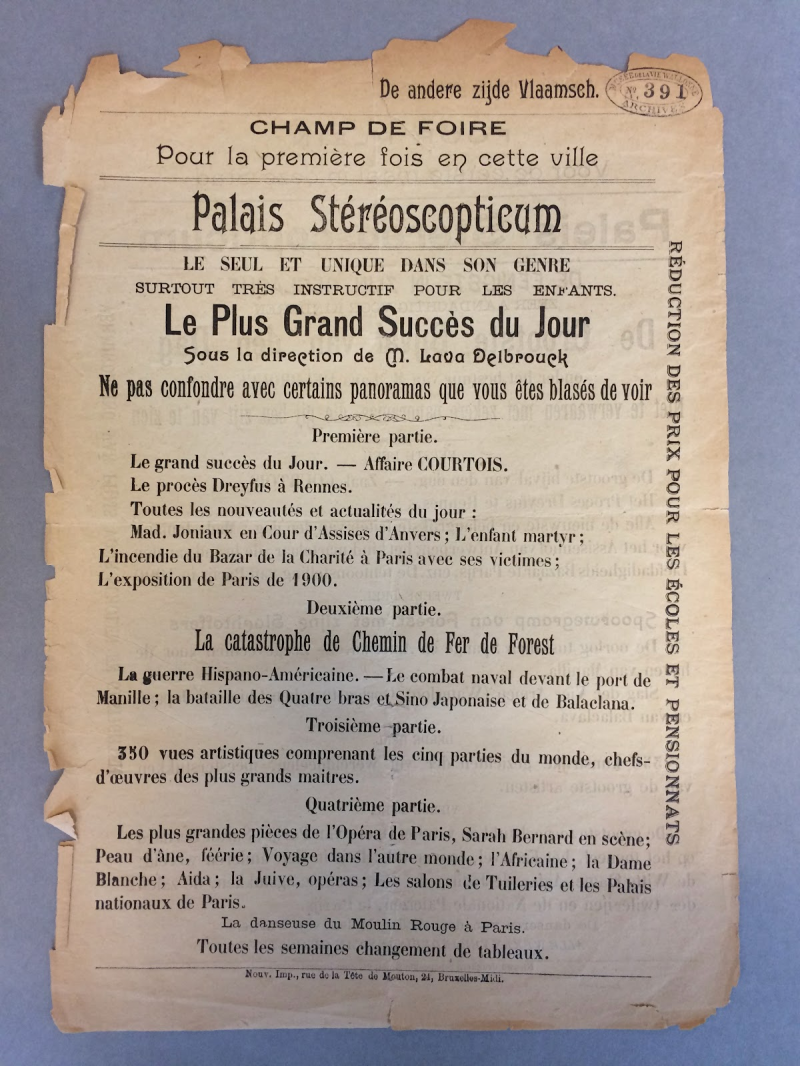 De andere zijde Vlaamsch.
MUSÉE DE LA VIE WALLONNE
No. 391
ARCHIVES
CHAMP DE FOIRE
Pour la première fois en cette ville
Palais Stéréoscopticum
LE SEUL ET UNIQUE DANS SON GENRE
SURTOUT TRÈS INSTRUCTIF POUR LES ENFANTS.
Le Plus Grand Succès du Jour
Sous la direction de M. Lava Delbrouck
Ne pas confondre avec certains panoramas que vous êtes blasés de voir
Première partie.
Le grand succès du Jour. — Affaire COURTOIS.
Le procès Dreyfus à Rennes.
Toutes les nouveautés et actualités du jour :
Mad. Joniaux en Cour d'Assises d'Anvers ; L'enfant martyr ;
L'incendie du Bazar de la Charité à Paris avec ses victimes ;
L'exposition de Paris de 1900.
Deuxième partie.
La catastrophe de Chemin de Fer de Forest
La guerre Hispano-Américaine. — Le combat naval devant le port de
Manille ; la bataille des Quatre bras et Sino Japonaise et de Balaclana.
Troisième partie.
350 vues artistiques comprenant les cinq parties du monde, chefs-
d'œuvres des plus grands maitres.
Quatrième partie.
Les plus grandes pièces de l'Opéra de Paris, Sarah Bernard en scène ;
Peau d'âne, féérie ; Voyage dans l'autre monde ; l'Africaine ; la Dame
Blanche ; Aida ; la Juive, opéras ; Les salons de Tuileries et les Palais
nationaux de Paris.
La danseuse du Moulin Rouge à Paris.
Toutes les semaines changement de tableaux.
Nouv. Imp., rue de la Tête de Mouton, 21, Bruxelles-Midi.
RÉDUCTION DES PRIX POUR LES ÉCOLES ET PENSIONNATS